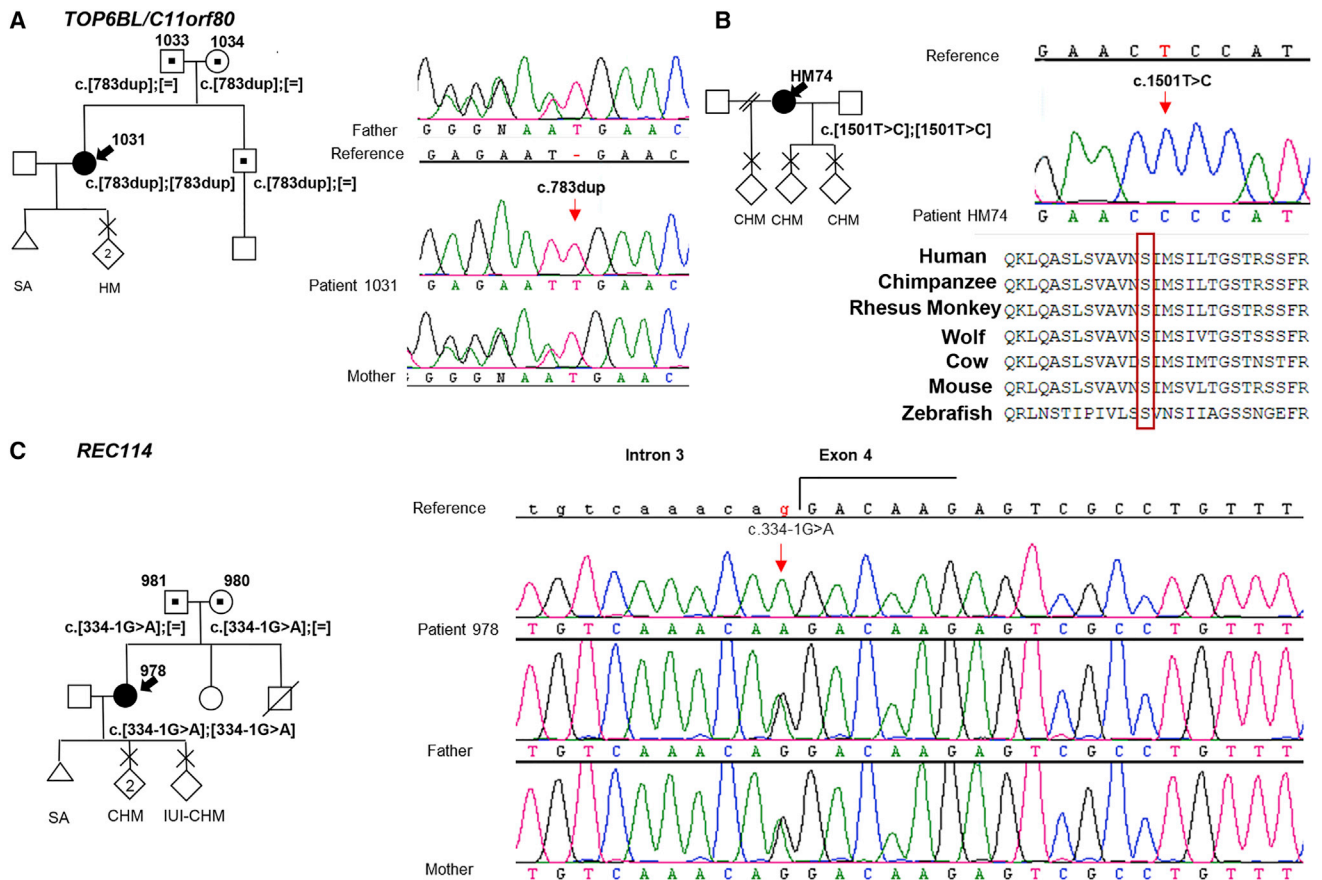 A TOP6BL/C11orf80
1033
1034
c.[783dup];[=]
c.[783dup];[=]
1031
c.[783dup];[783dup]
c.[783dup];[=]
2
SA
HM
Father
G G G N A A T G A A C
Reference
G A G A A T - G A A C
c.783dup
Patient 1031
G A G A A T T G A A C
Mother
G G G N A A T G A A C
B
HM74
c.[1501T>C];[1501T>C]
CHM
CHM
CHM
Reference
G A A C T C C A T
c.1501T>C
Patient HM74
G A A C C C C A T
Human QKLQASLSVAVNSIMSILTGSTRSSFR
Chimpanzee QKLQASLSVAVNSIMSILTGSTRSSFR
Rhesus Monkey QKLQASLSVAVNSIMSILTGSTRSSFR
Wolf QKLQASLSVAVNSIMSIVTGSTSSSFR
Cow QKLQASLSVAVDSIMSIMTGSTNSTFR
Mouse QRLQASLSVAVNSIMSVLTGSTRSSFR
Zebrafish QRLNSTIPIVLSSVNSIIAGSSNGEFR
C REC114
981
980
c.[334-1G>A];[=]
c.[334-1G>A];[=]
978
c.[334-1G>A];[334-1G>A]
2
SA
CHM
IUI-CHM
Intron 3
Exon 4
Reference
t g t c a a a c a g G A C A A G A G T C G C C T G T T T
c.334-1G>A
Patient 978
T G T C A A A C A A G A C A A G A G T C G C C T G T T T
Father
T G T C A A A C A G G A C A A G A G T C G C C T G T T T
Mother
T G T C A A A C A G G A C A A G A G T C G C C T G T T T